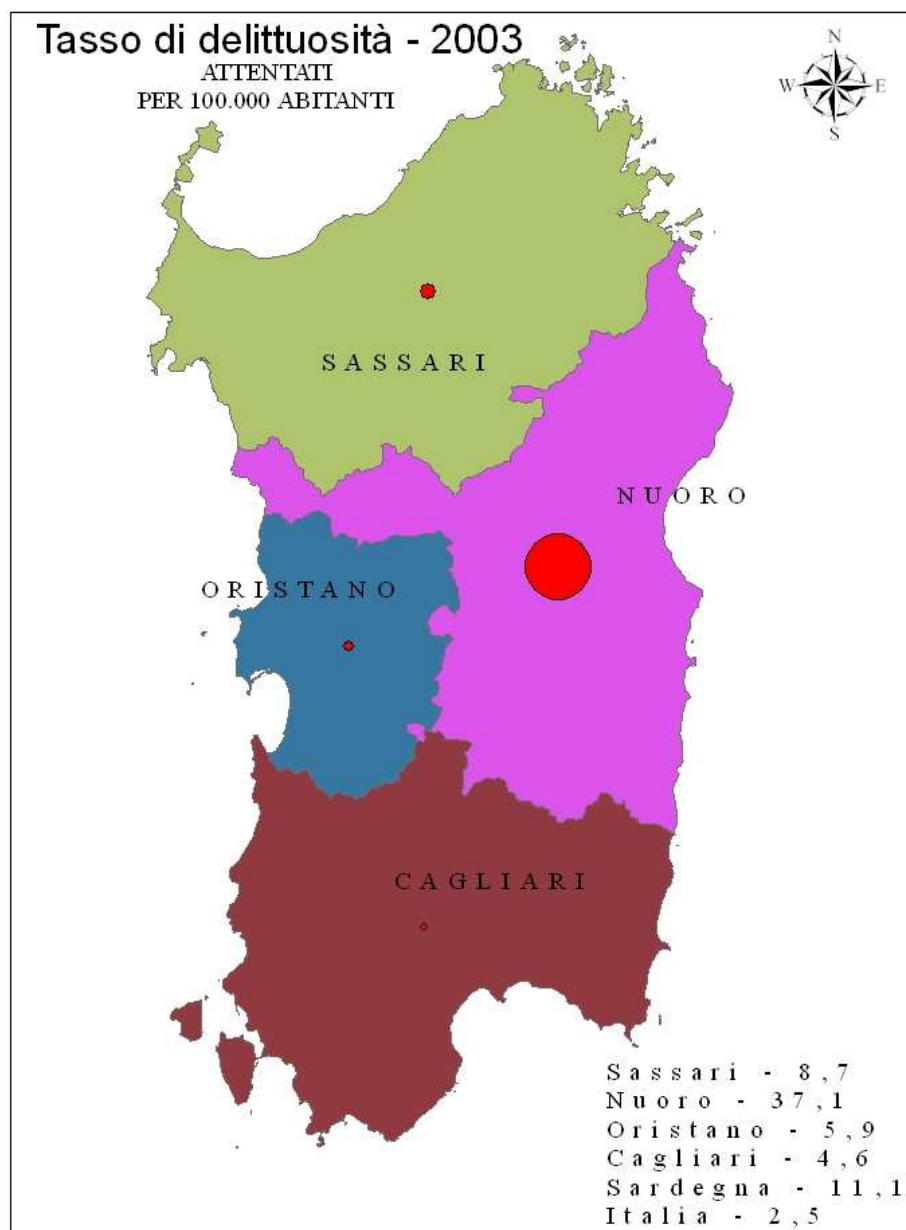 Tasso di delittuosità - 2003
ATTENTATI
PER 100.000 ABITANTI
N
W E
S
SASSARI
NUORO
ORISTANO
CAGLIARI
Sassari - 8,7
Nuoro - 37,1
Oristano - 5,9
Cagliari - 4,6
Sardegna - 11,1
Italia - 2,5